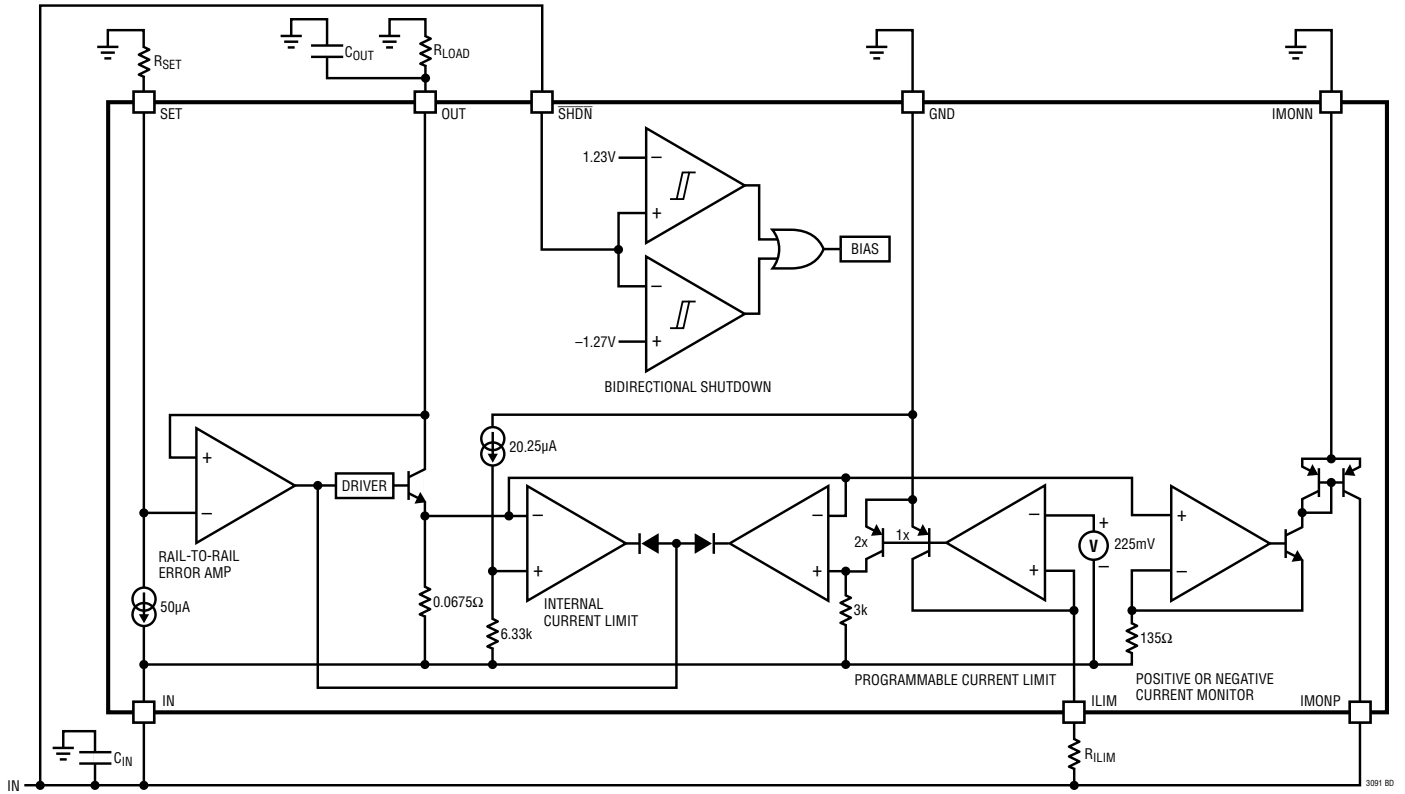 RSET
COUT
RLOAD
SET
OUT
SHDN
GND
IMONN
1.23V
−
+
BIAS
−
−1.27V
+
BIDIRECTIONAL SHUTDOWN
20.25µA
+
−
DRIVER
RAIL-TO-RAIL
ERROR AMP
−
+
INTERNAL
CURRENT LIMIT
−
+
2x
1x
−
+
+
V
−
225mV
+
−
50µA
0.0675Ω
6.33k
3k
135Ω
PROGRAMMABLE CURRENT LIMIT
POSITIVE OR NEGATIVE
CURRENT MONITOR
IN
ILIM
IMONP
CIN
RILIM
IN
3091 BD